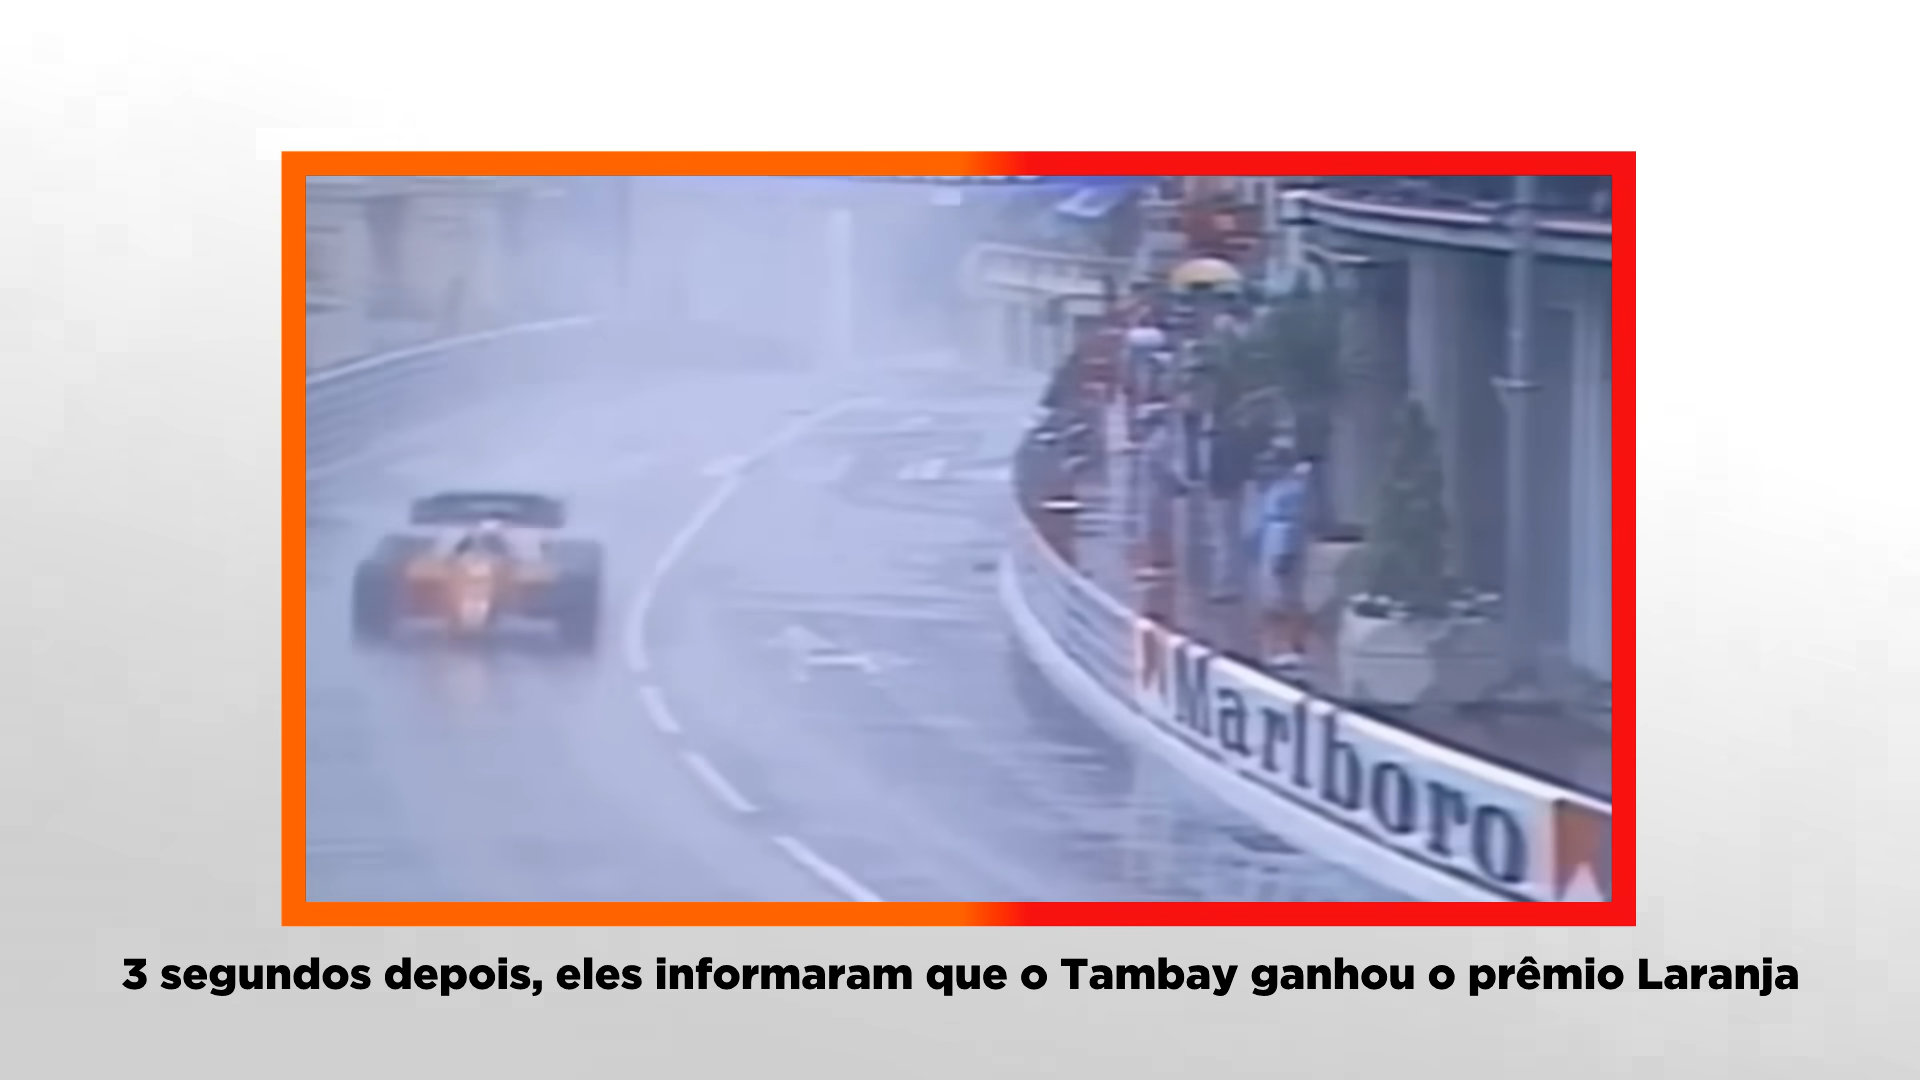 Marlboro
3 segundos depois, eles informaram que o Tambay ganhou o prêmio Laranja